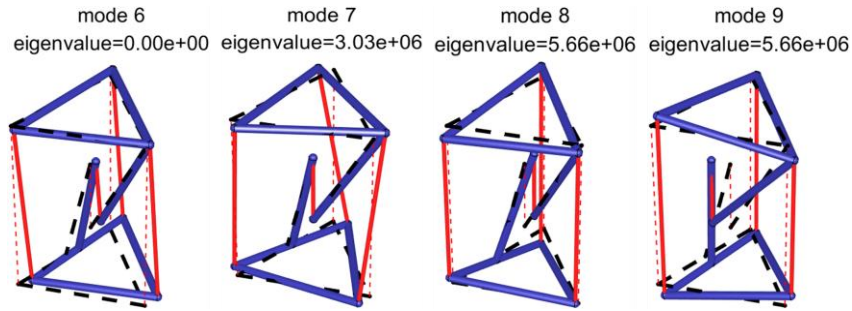 mode 6
eigenvalue=0.00e+00
mode 7
eigenvalue=3.03e+06
mode 8
eigenvalue=5.66e+06
mode 9
eigenvalue=5.66e+06